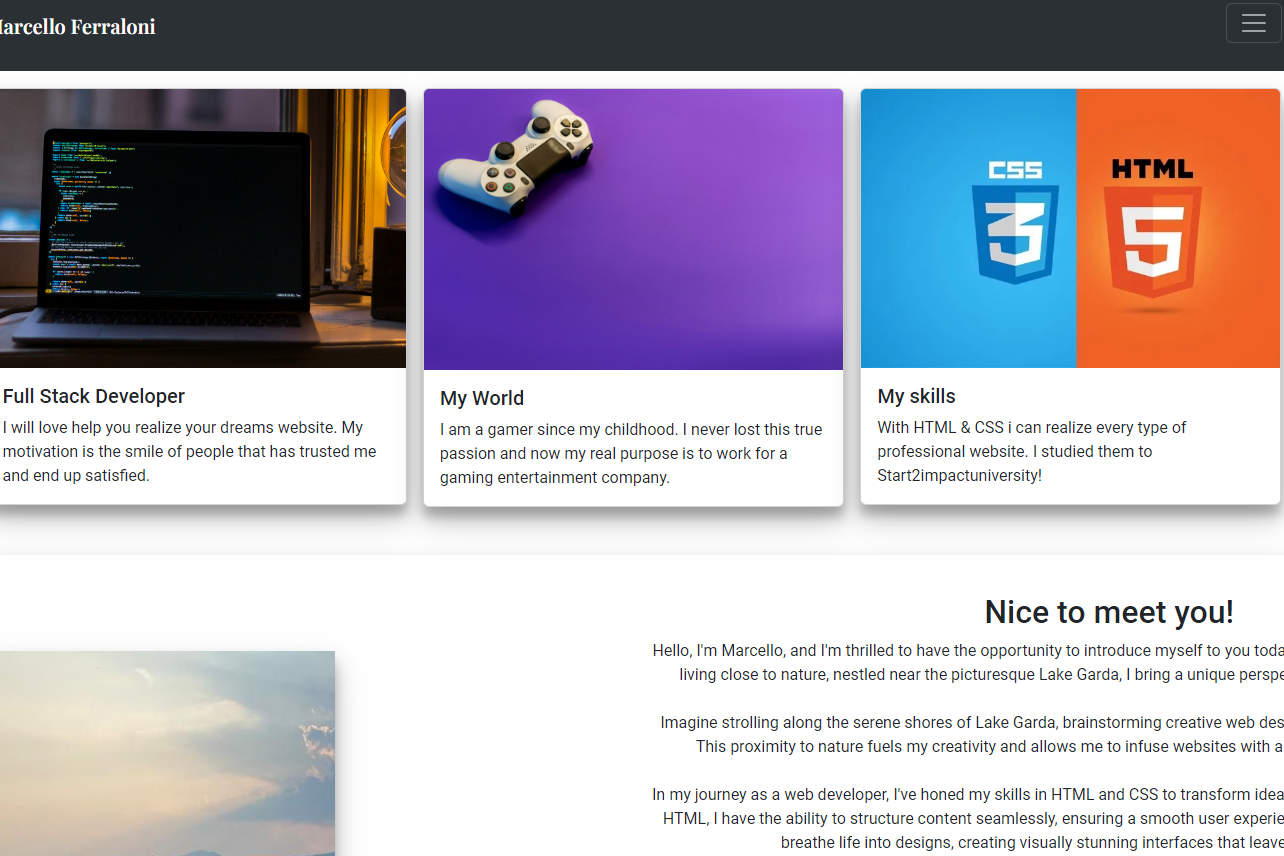 arcello Ferraloni
CSS
3
HTML
5
Full Stack Developer
I will love help you realize your dreams website. My
motivation is the smile of people that has trusted me
and end up satisfied.
My World
I am a gamer since my childhood. I never lost this true
passion and now my real purpose is to work for a
gaming entertainment company.
My skills
With HTML & CSS i can realize every type of
professional website. I studied them to
Start2impactuniversity!
Nice to meet you!
Hello, I'm Marcello, and I'm thrilled to have the opportunity to introduce myself to you toda
living close to nature, nestled near the picturesque Lake Garda, I bring a unique perspe
Imagine strolling along the serene shores of Lake Garda, brainstorming creative web des
This proximity to nature fuels my creativity and allows me to infuse websites with a
In my journey as a web developer, I've honed my skills in HTML and CSS to transform idea
HTML, I have the ability to structure content seamlessly, ensuring a smooth user experie
breathe life into designs, creating visually stunning interfaces that leave